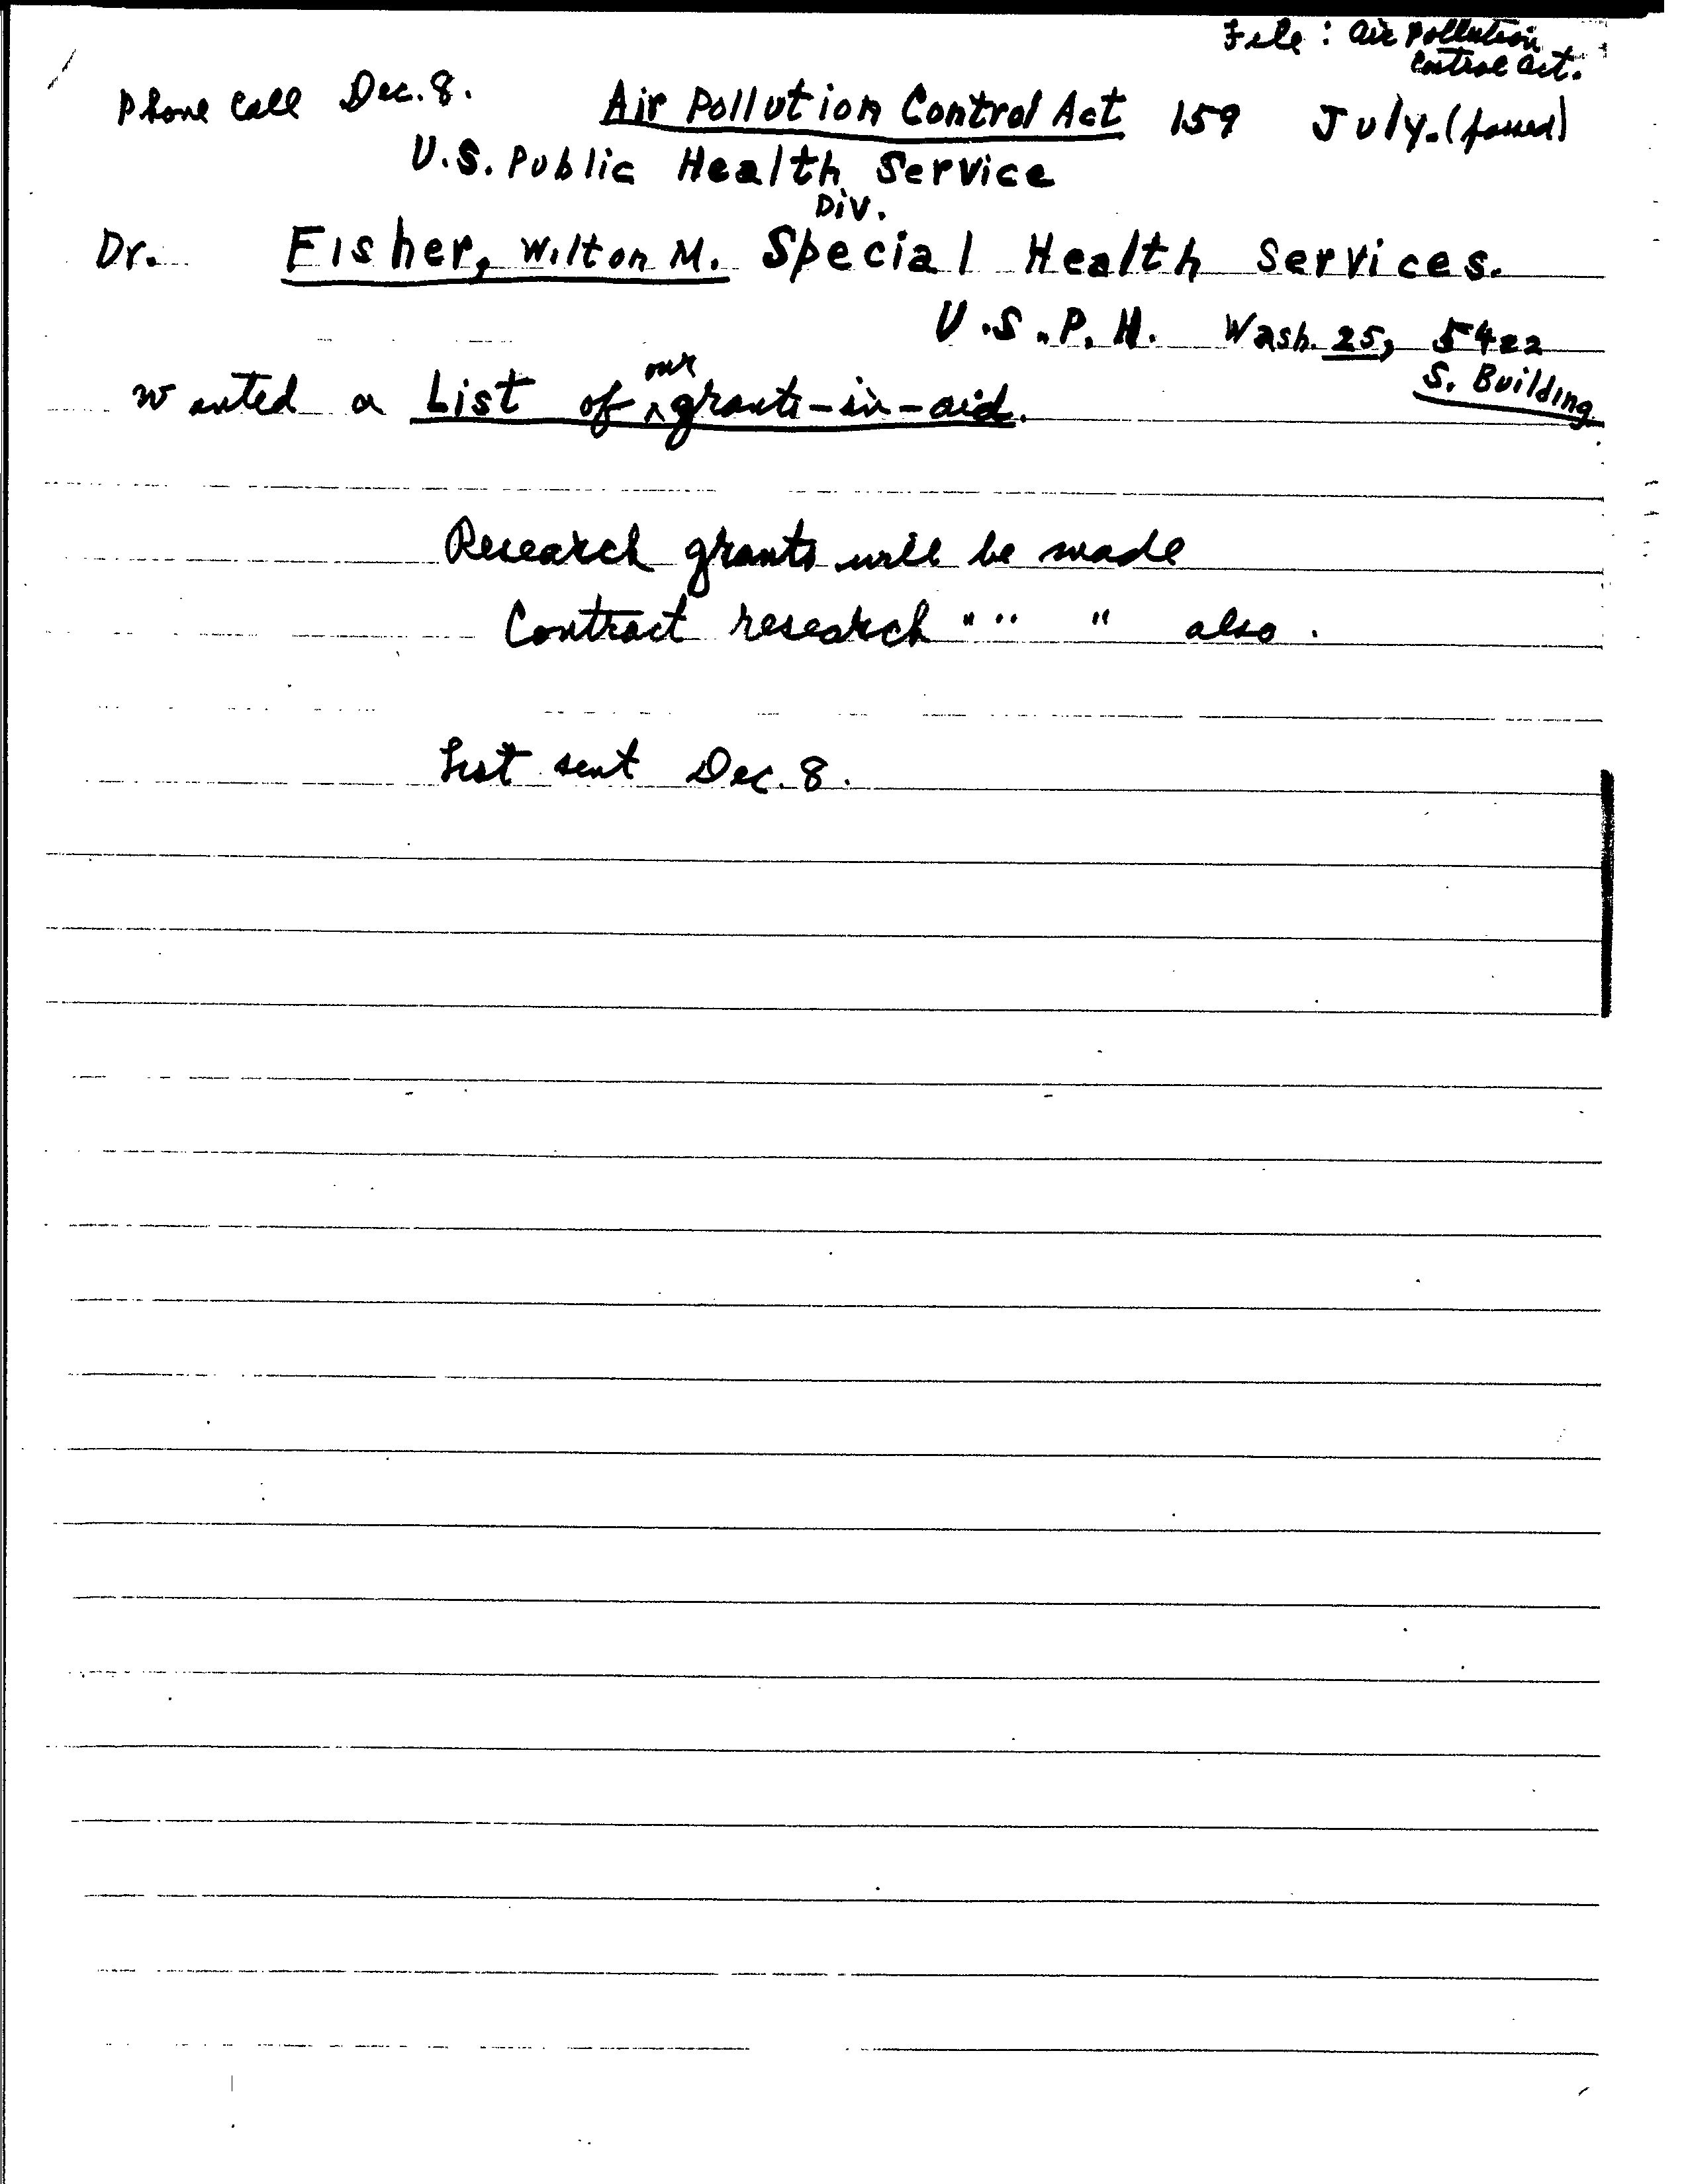 File: Air Pollution
Control Act.
Phone Call Dec. 8. Air Pollution Control Act 159 July. (passed)
U.S. Public Health Service
Div.
Dr. Fisher, Wilton M. Special Health Services.
U.S.P.H. Wash. 25, 5422
S. Building
wanted a List of our grants-in-aid.
Research grants will be made
Contract research " " " also.
List sent Dec. 8.